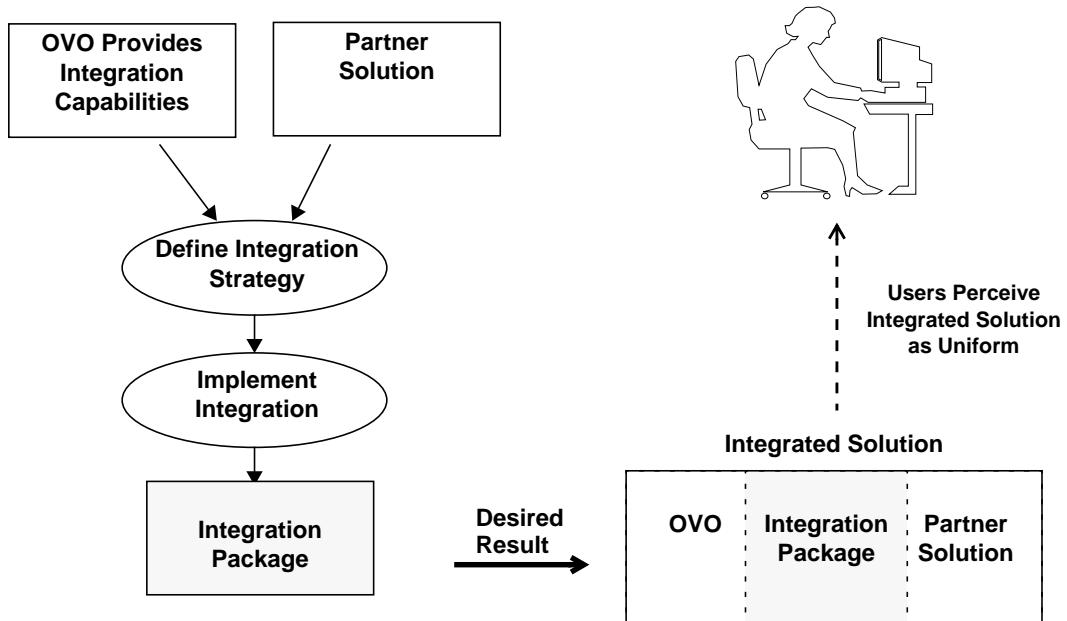 OVO Provides
Integration
Capabilities
Partner
Solution
Define Integration
Strategy
Implement
Integration
Integration
Package
Desired
Result
Users Perceive
Integrated Solution
as Uniform
Integrated Solution
OVO
Integration
Package
Partner
Solution